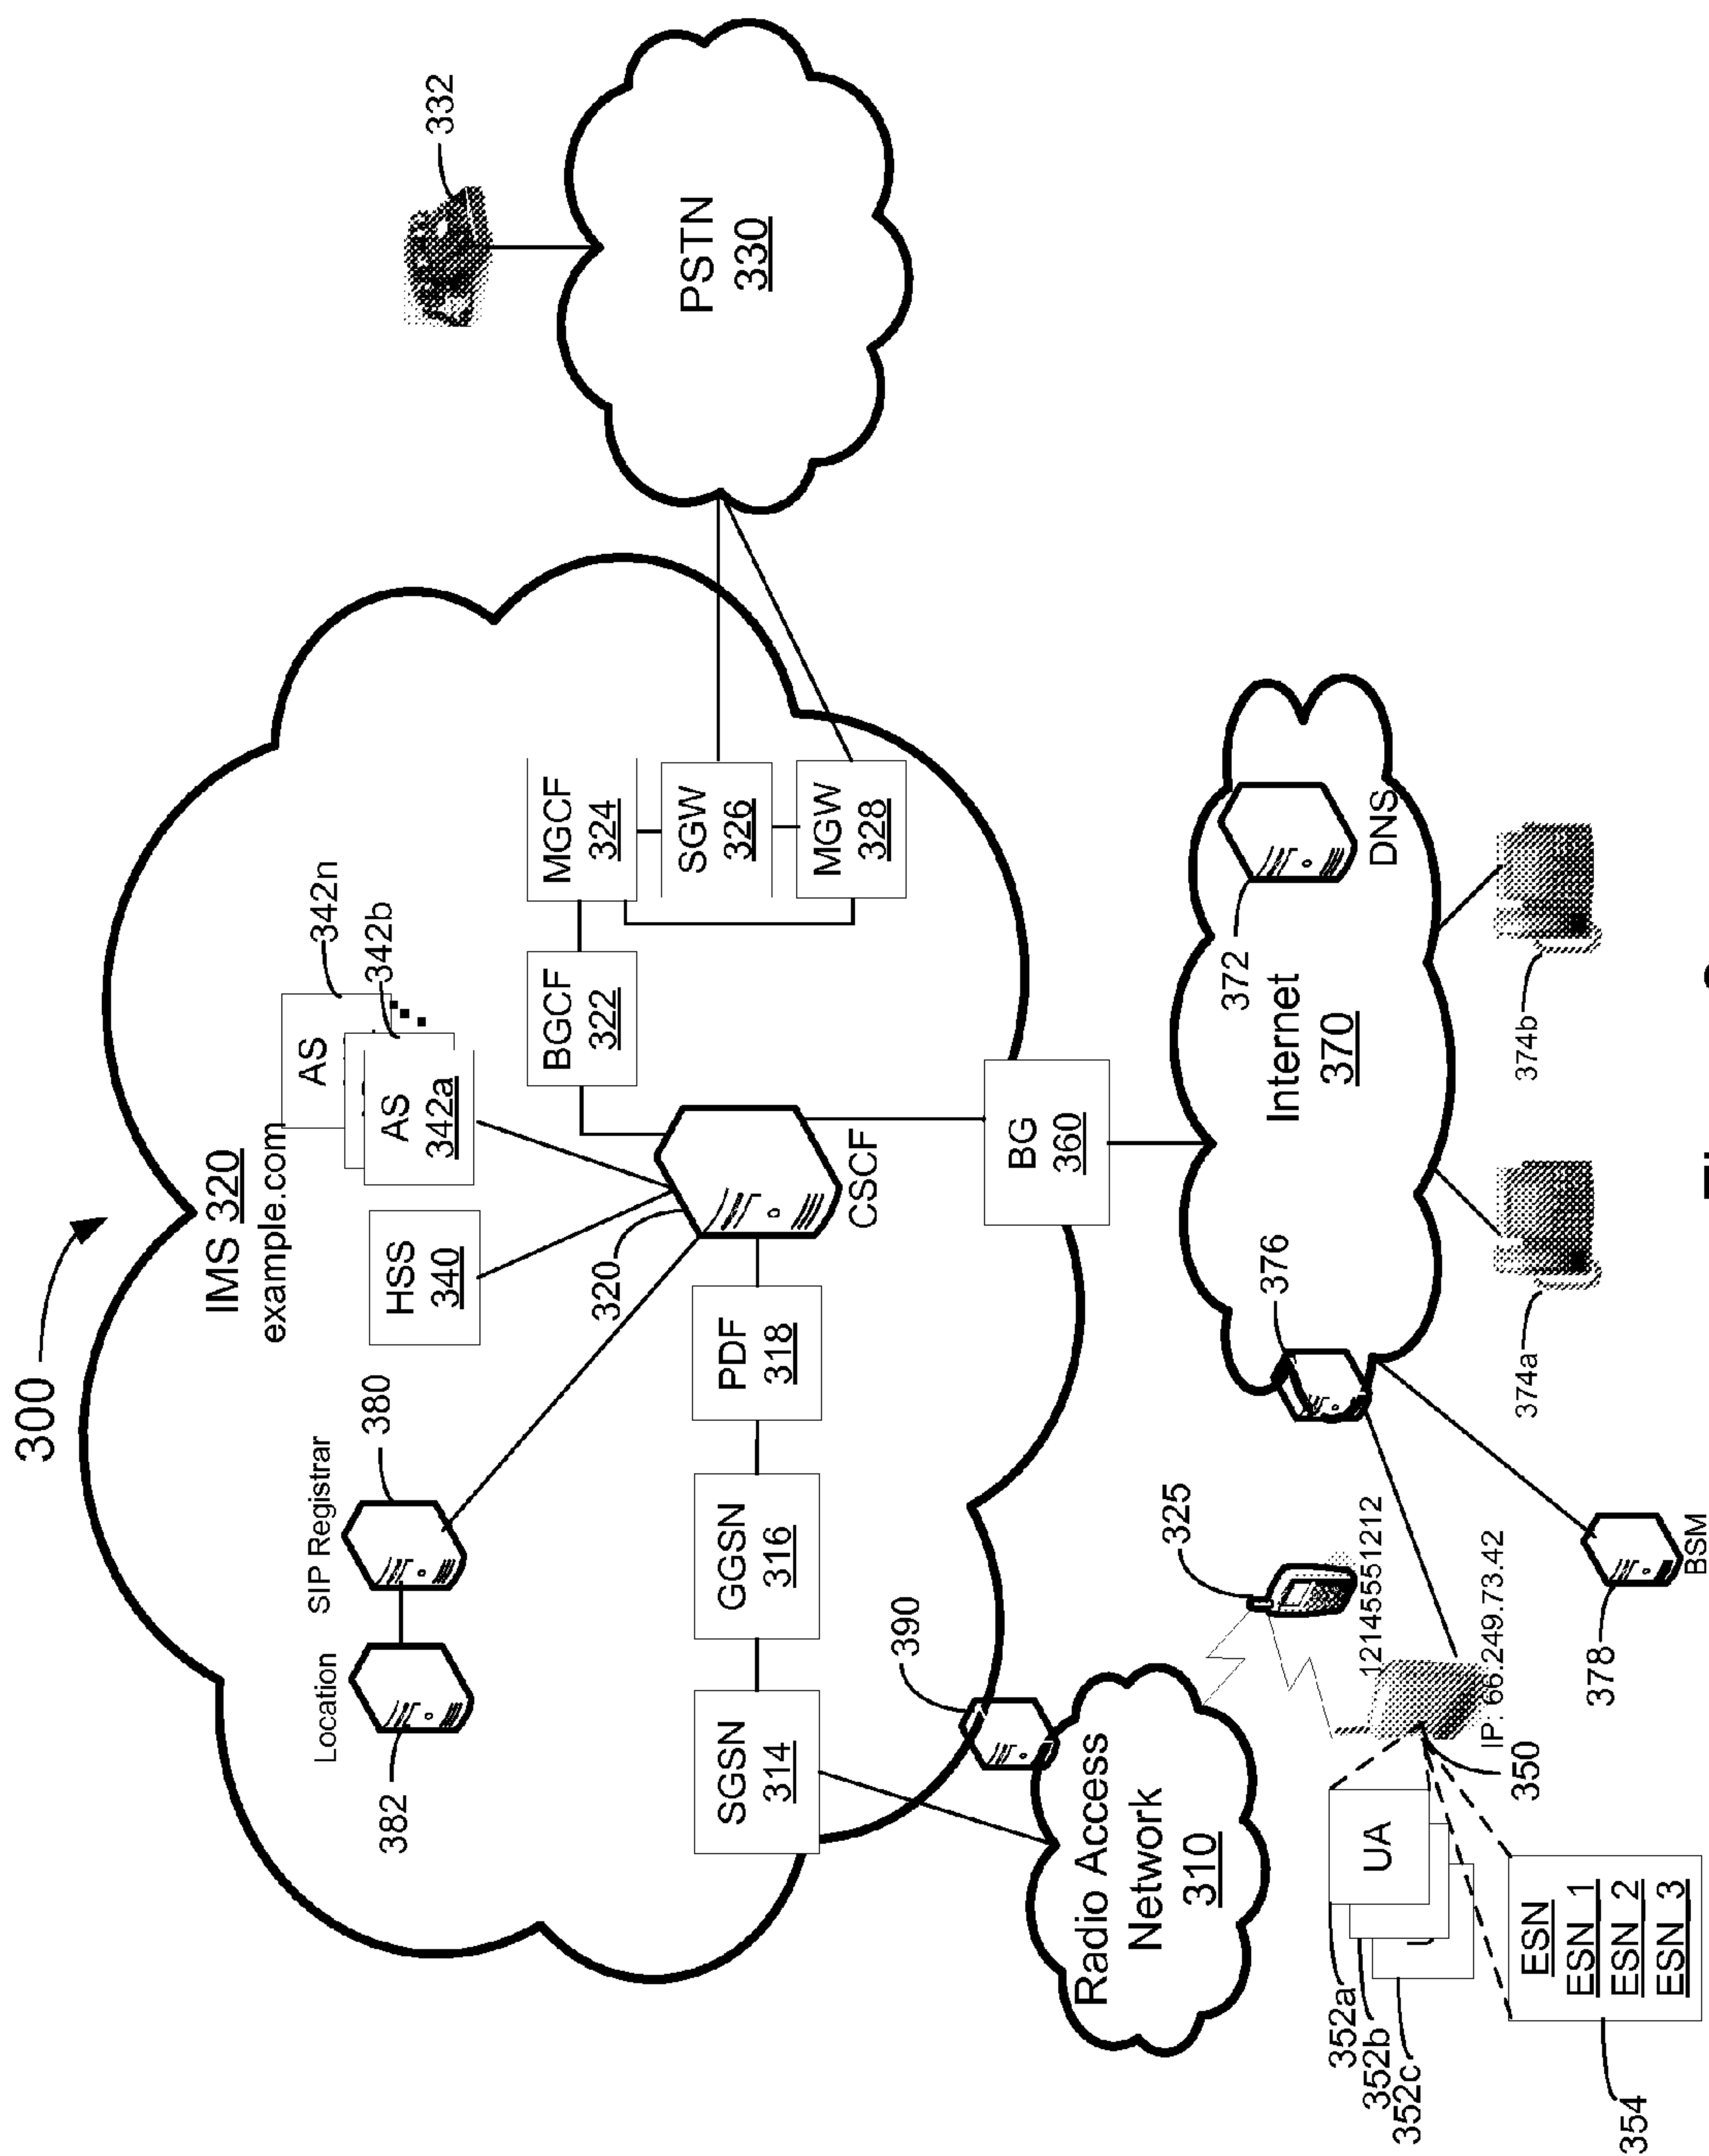 300
IMS 320
example.com
AS
342n
342b
AS
342a
HSS
340
SIP Registrar
380
Location
382
320
CSCF
BGCF
322
MGCF
324
SGW
326
MGW
328
PDF
318
GGSN
316
SGSN
314
BG
360
PSTN
330
332
390
Radio Access
Network
310
325
12145551212
IP: 66.249.73.42
350
UA
352a
352b
352c
ESN
ESN 1
ESN 2
ESN 3
354
Internet
370
372
DNS
376
374a
374b
378
BSM